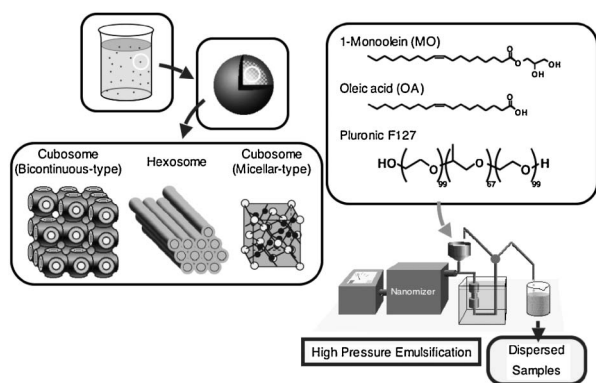 Cubosome
(Bicontinuous-type)
Hexosome
Cubosome
(Micellar-type)
1-Monoolein (MO)
O
O
OH
OH
Oleic acid (OA)
O
OH
Pluronic F127
HO
O
99
O
67
O
H
99
Nanomizer
High Pressure Emulsification
Dispersed
Samples